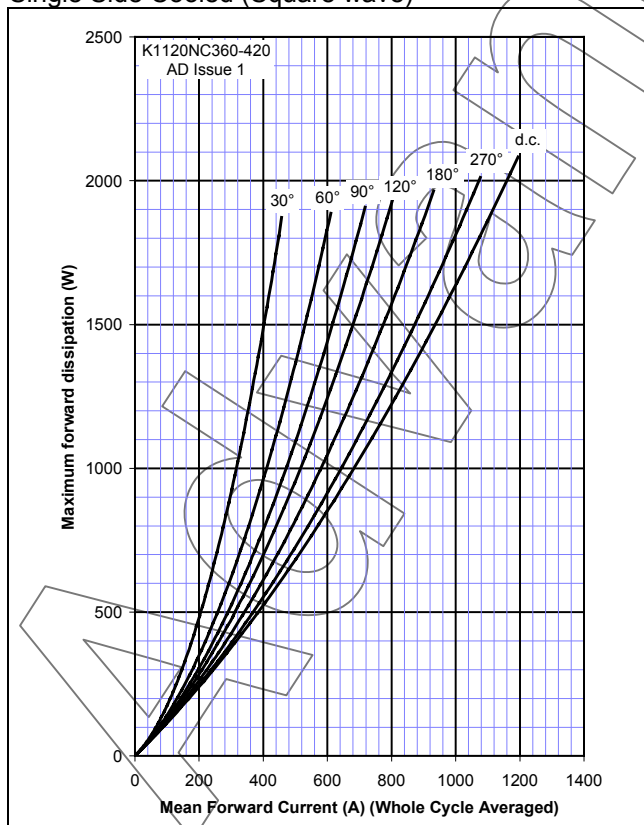 Single Side Cooled (Square wave)
K1120NC360-420
AD Issue 1
2500
2000
1500
1000
500
0
Maximum forward dissipation (W)
30°
60°
90°
120°
180°
270°
d.c.
0 200 400 600 800 1000 1200 1400
Mean Forward Current (A) (Whole Cycle Averaged)